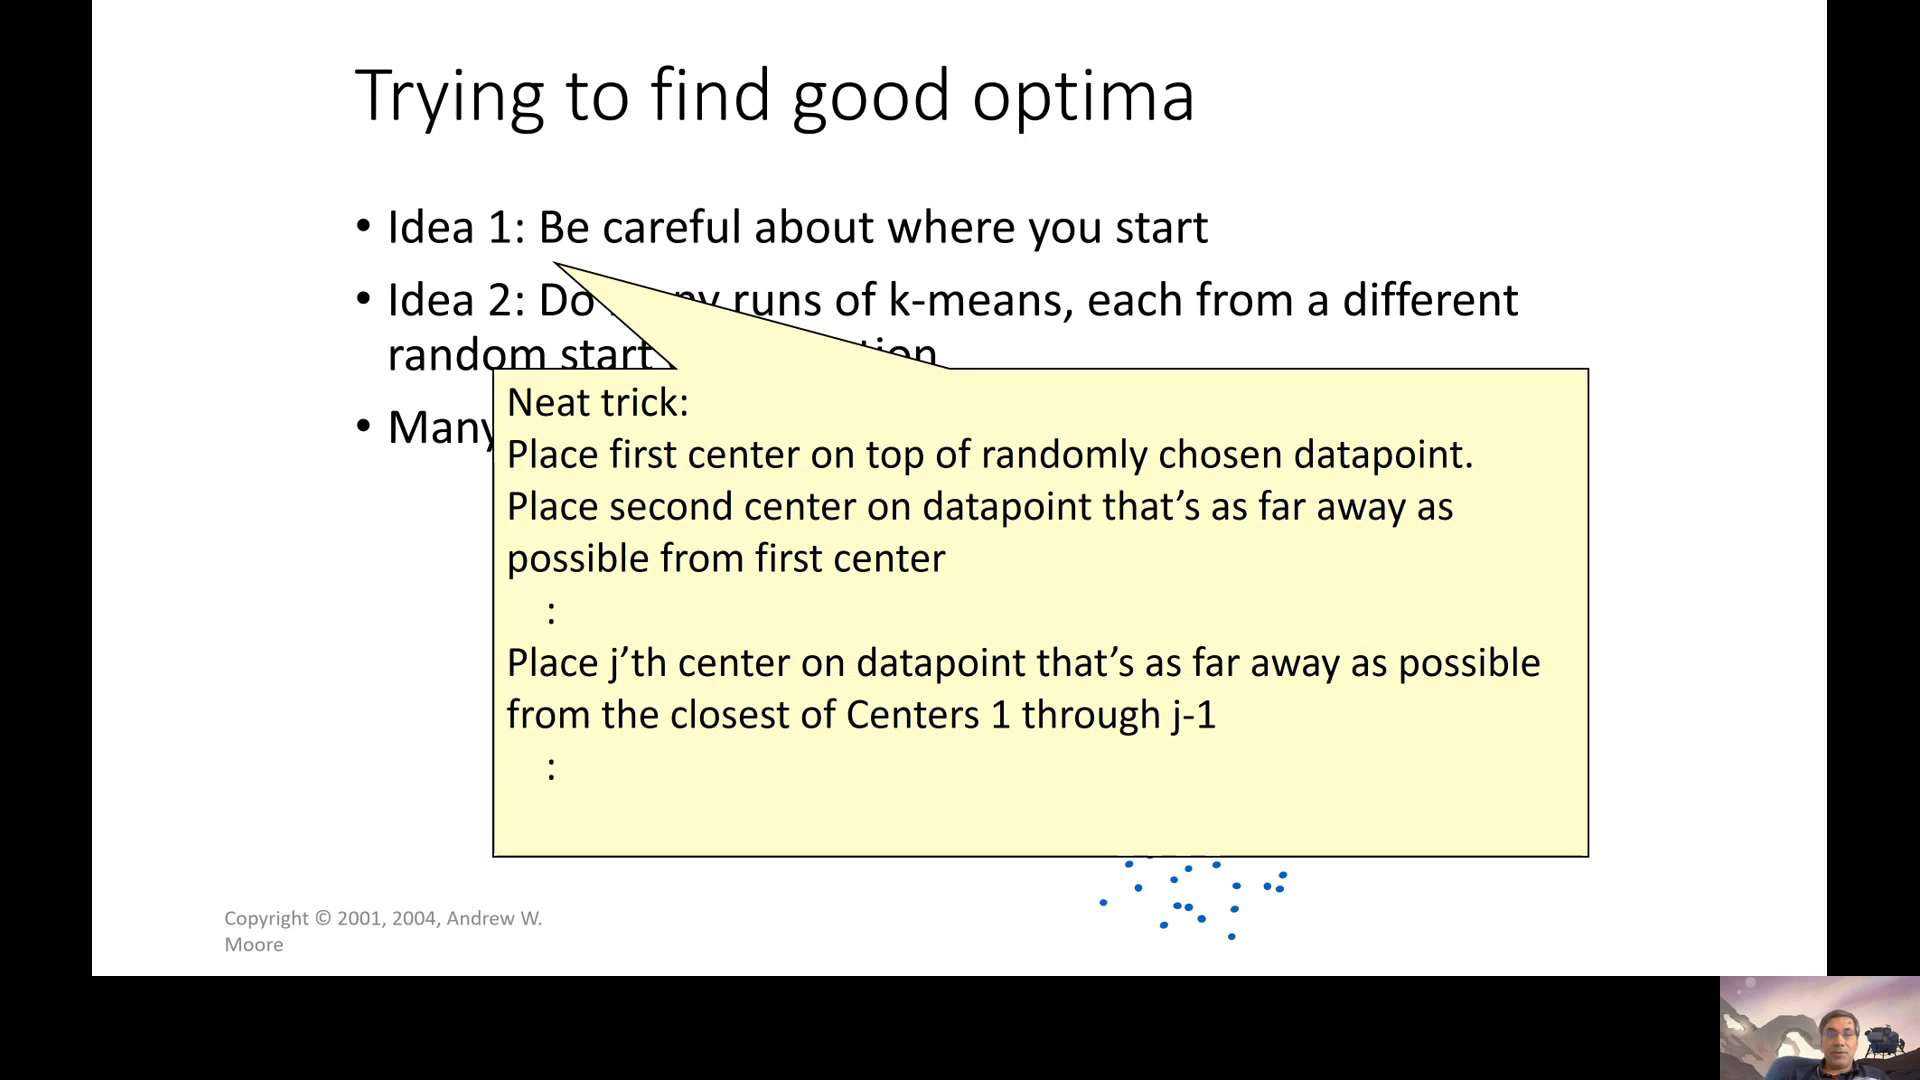 Trying to find good optima
• Idea 1: Be careful about where you start
• Idea 2: Do runs of k-means, each from a different
random start
• Many
Neat trick:
Place first center on top of randomly chosen datapoint.
Place second center on datapoint that’s as far away as
possible from first center
:
Place j’th center on datapoint that’s as far away as possible
from the closest of Centers 1 through j-1
:
Copyright © 2001, 2004, Andrew W.
Moore